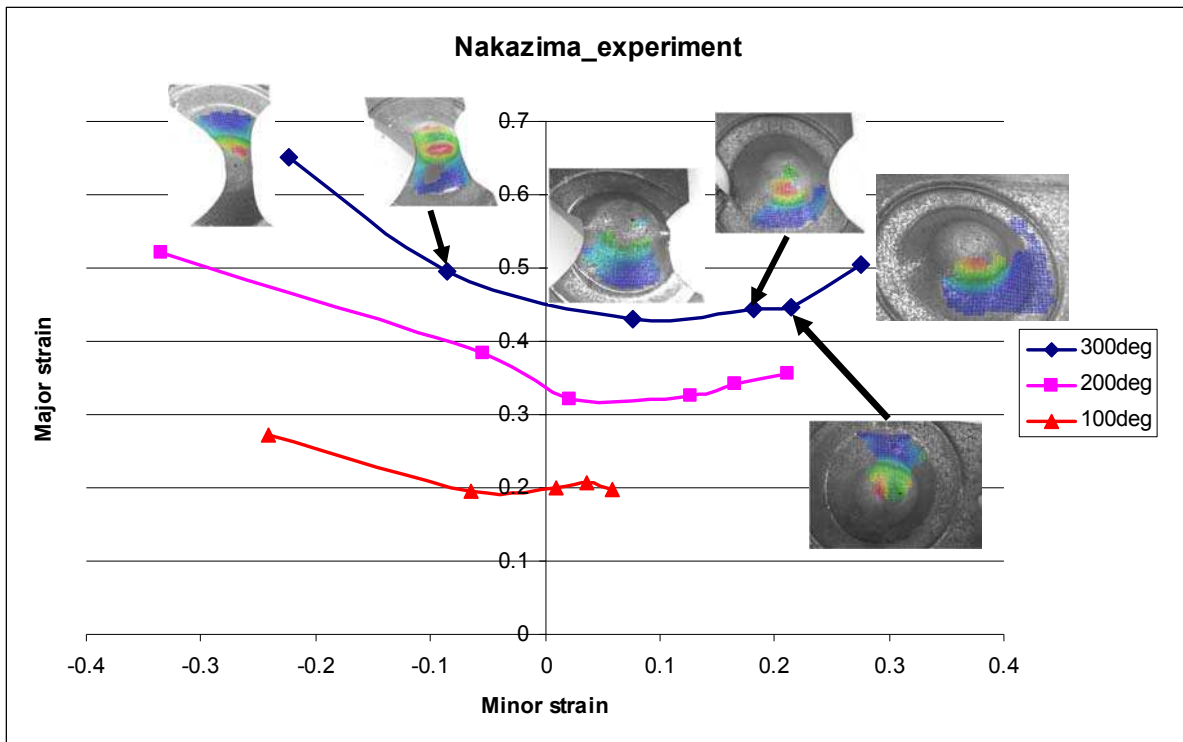 Nakazima_experiment
0.7
0.6
0.5
0.4
0.3
0.2
0.1
0
-0.4 -0.3 -0.2 -0.1 0 0.1 0.2 0.3 0.4
Major strain
Minor strain
300deg
200deg
100deg